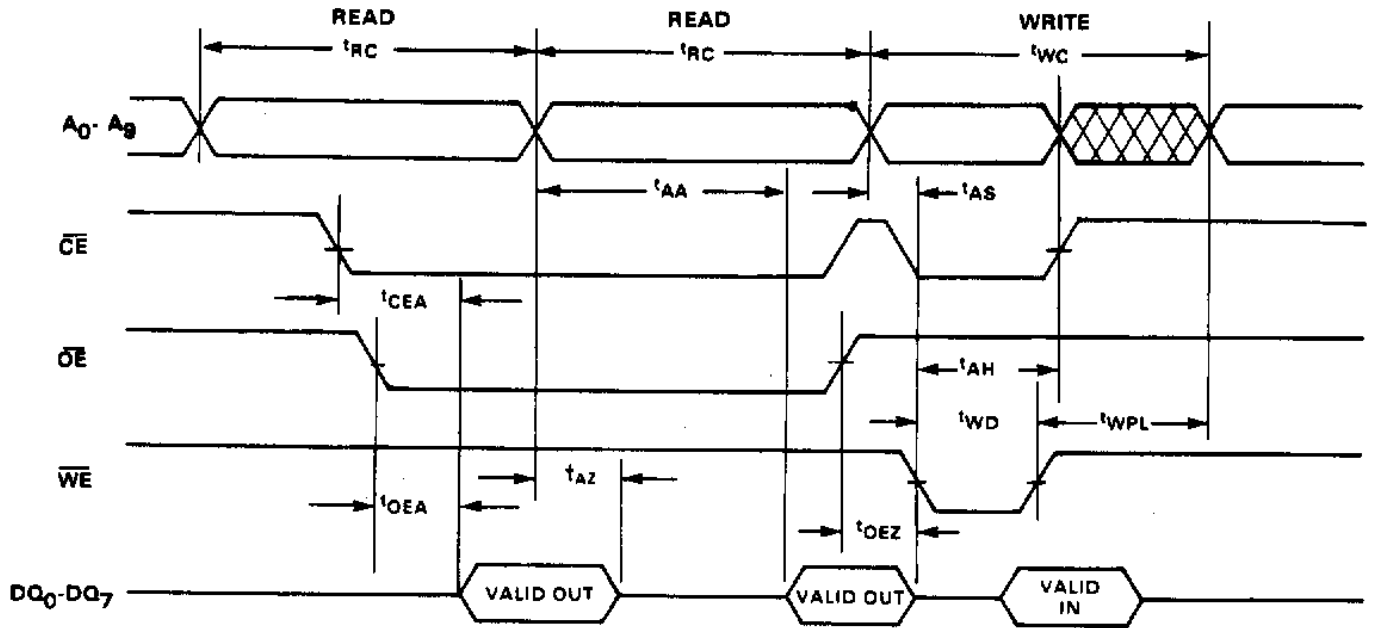 READ READ WRITE
tRC tRC tWC
A0- A9
tAA tAS
CE
tCEA
OE
tAH
tWD tWPL
WE
tAZ
tOEA
tOEZ
DQ0-DQ7 VALID OUT VALID OUT VALID
IN